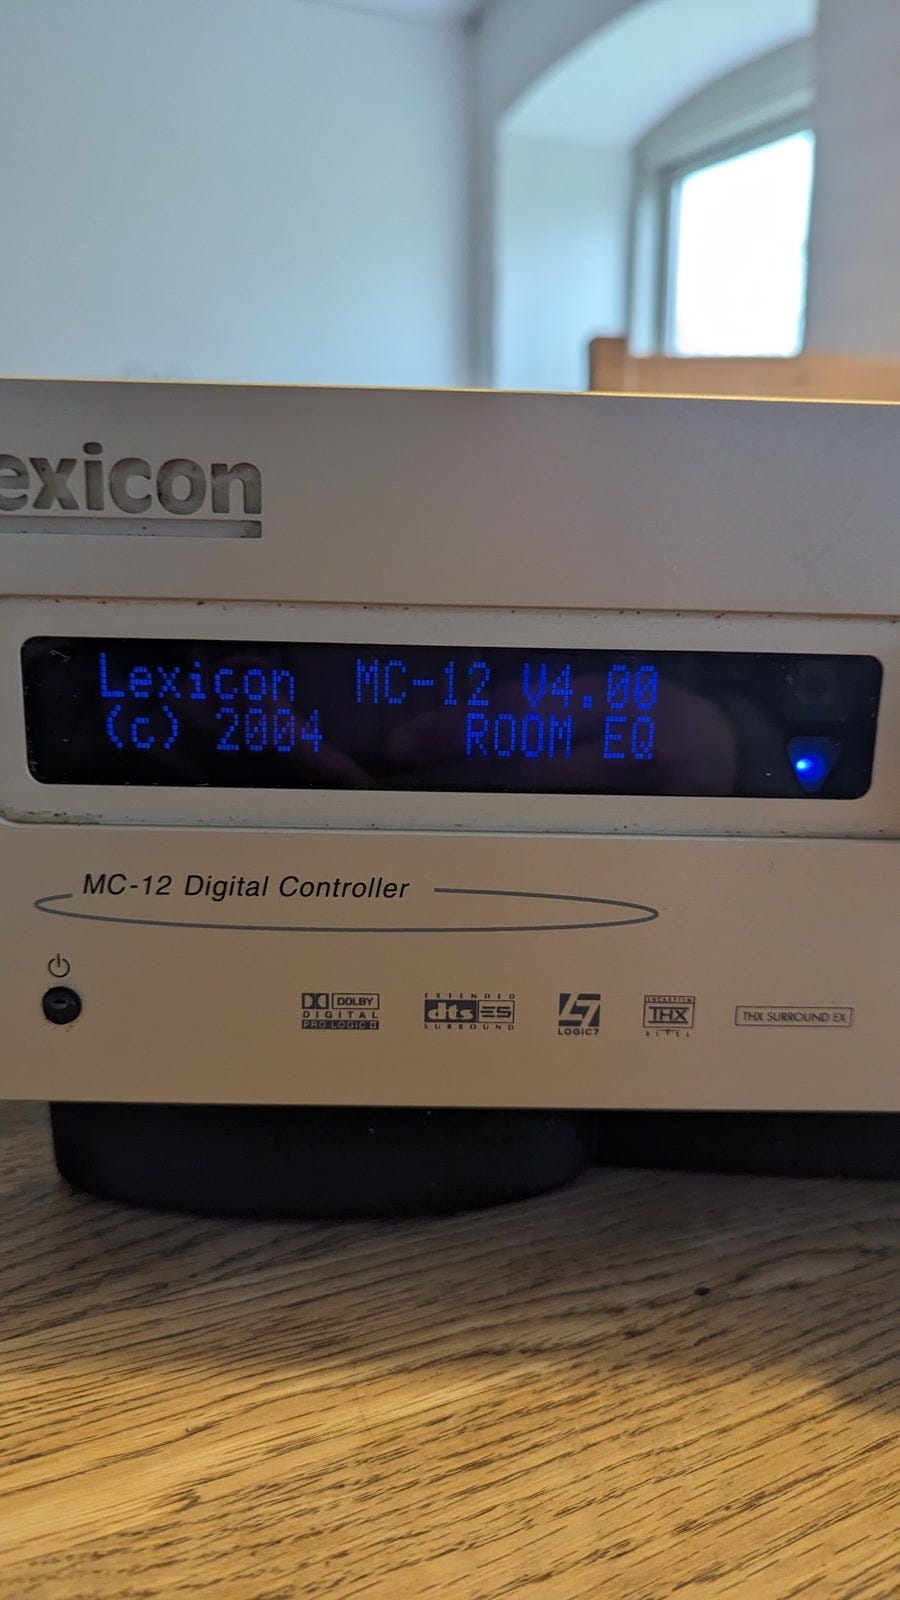 exicon
Lexicon MC-12 V4.00
(c) 2004 ROOM EQ
MC-12 Digital Controller
DOLBY
DIGITAL
PRO LOGIC II
EXTENDED
dts ES
SURROUND
LOGIC7
LUCASFILM
THX
THX SURROUND EX